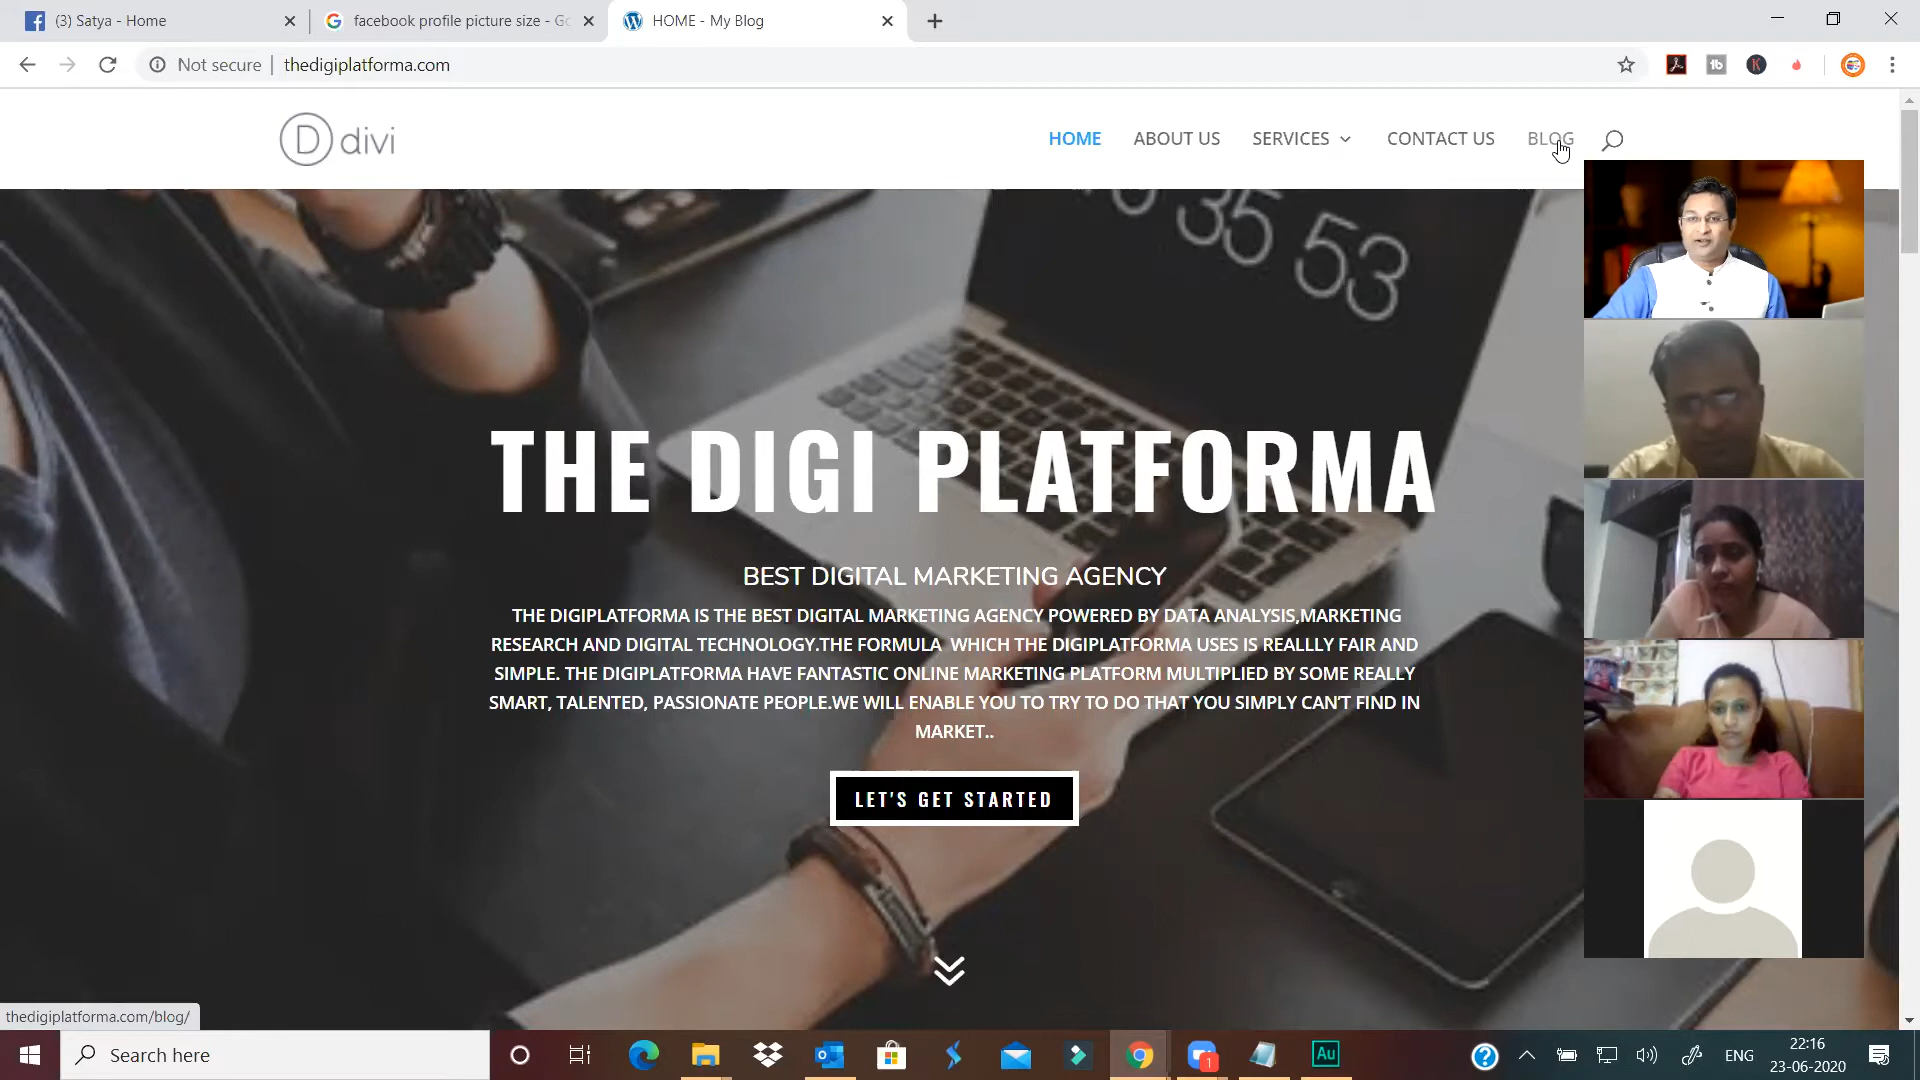 (3) Satya - Home
facebook profile picture size - Go
HOME - My Blog
Not secure
thedigiplatforma.com
D divi
HOME
ABOUT US
SERVICES
CONTACT US
BLOG
35 53
THE DIGI PLATFORMA
BEST DIGITAL MARKETING AGENCY
THE DIGIPLATFORMA IS THE BEST DIGITAL MARKETING AGENCY POWERED BY DATA ANALYSIS,MARKETING
RESEARCH AND DIGITAL TECHNOLOGY.THE FORMULA WHICH THE DIGIPLATFORMA USES IS REALLLY FAIR AND
SIMPLE. THE DIGIPLATFORMA HAVE FANTASTIC ONLINE MARKETING PLATFORM MULTIPLIED BY SOME REALLY
SMART, TALENTED, PASSIONATE PEOPLE.WE WILL ENABLE YOU TO TRY TO DO THAT YOU SIMPLY CAN'T FIND IN
MARKET..
LET'S GET STARTED
thedigiplatforma.com/blog/
Search here
1
Au
ENG
22:16
23-06-2020